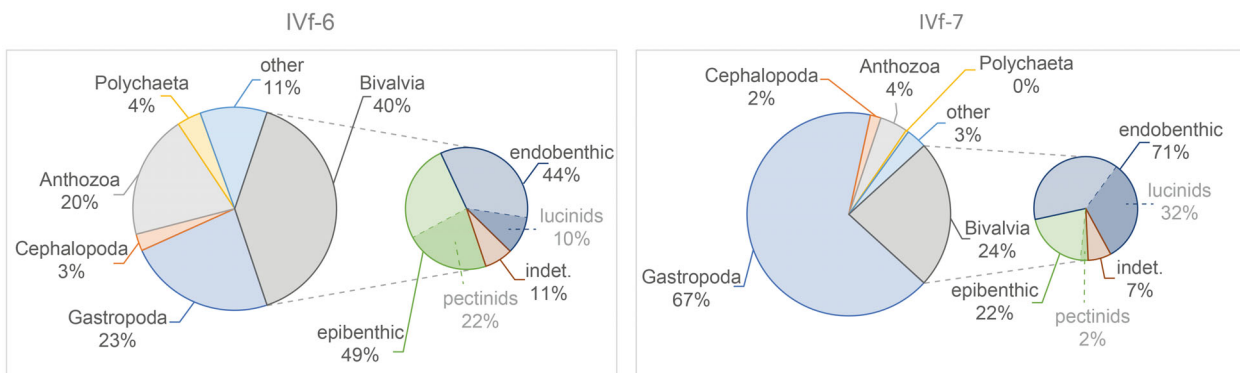 IVf-6
Polychaeta
4%
other
11%
Bivalvia
40%
endobenthic
44%
lucinids
10%
indet.
11%
pectinids
22%
epibenthic
49%
Anthozoa
20%
Cephalopoda
3%
Gastropoda
23%
IVf-7
Cephalopoda
2%
Anthozoa
4%
Polychaeta
0%
other
3%
endobenthic
71%
lucinids
32%
Bivalvia
24%
indet.
7%
epibenthic
22%
pectinids
2%
Gastropoda
67%